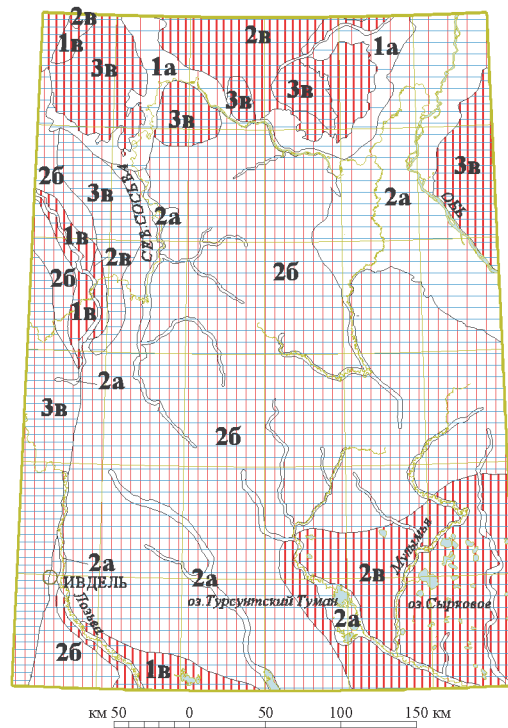 2в
1в
2в
1а
3в
1а
3в
3в
3в
3в
2б
СЕВ.СОСЬВА
3в
2а
2а
ОБЬ
1в
2в
2б
2б
1в
2а
3в
2б
2а
ИВДЕЛЬ
2а
2в
Мулымья
Лозьва
оз.Турсунтский Туман
оз.Сырковое
2а
2б
1в
км 50 0 50 100 150 км